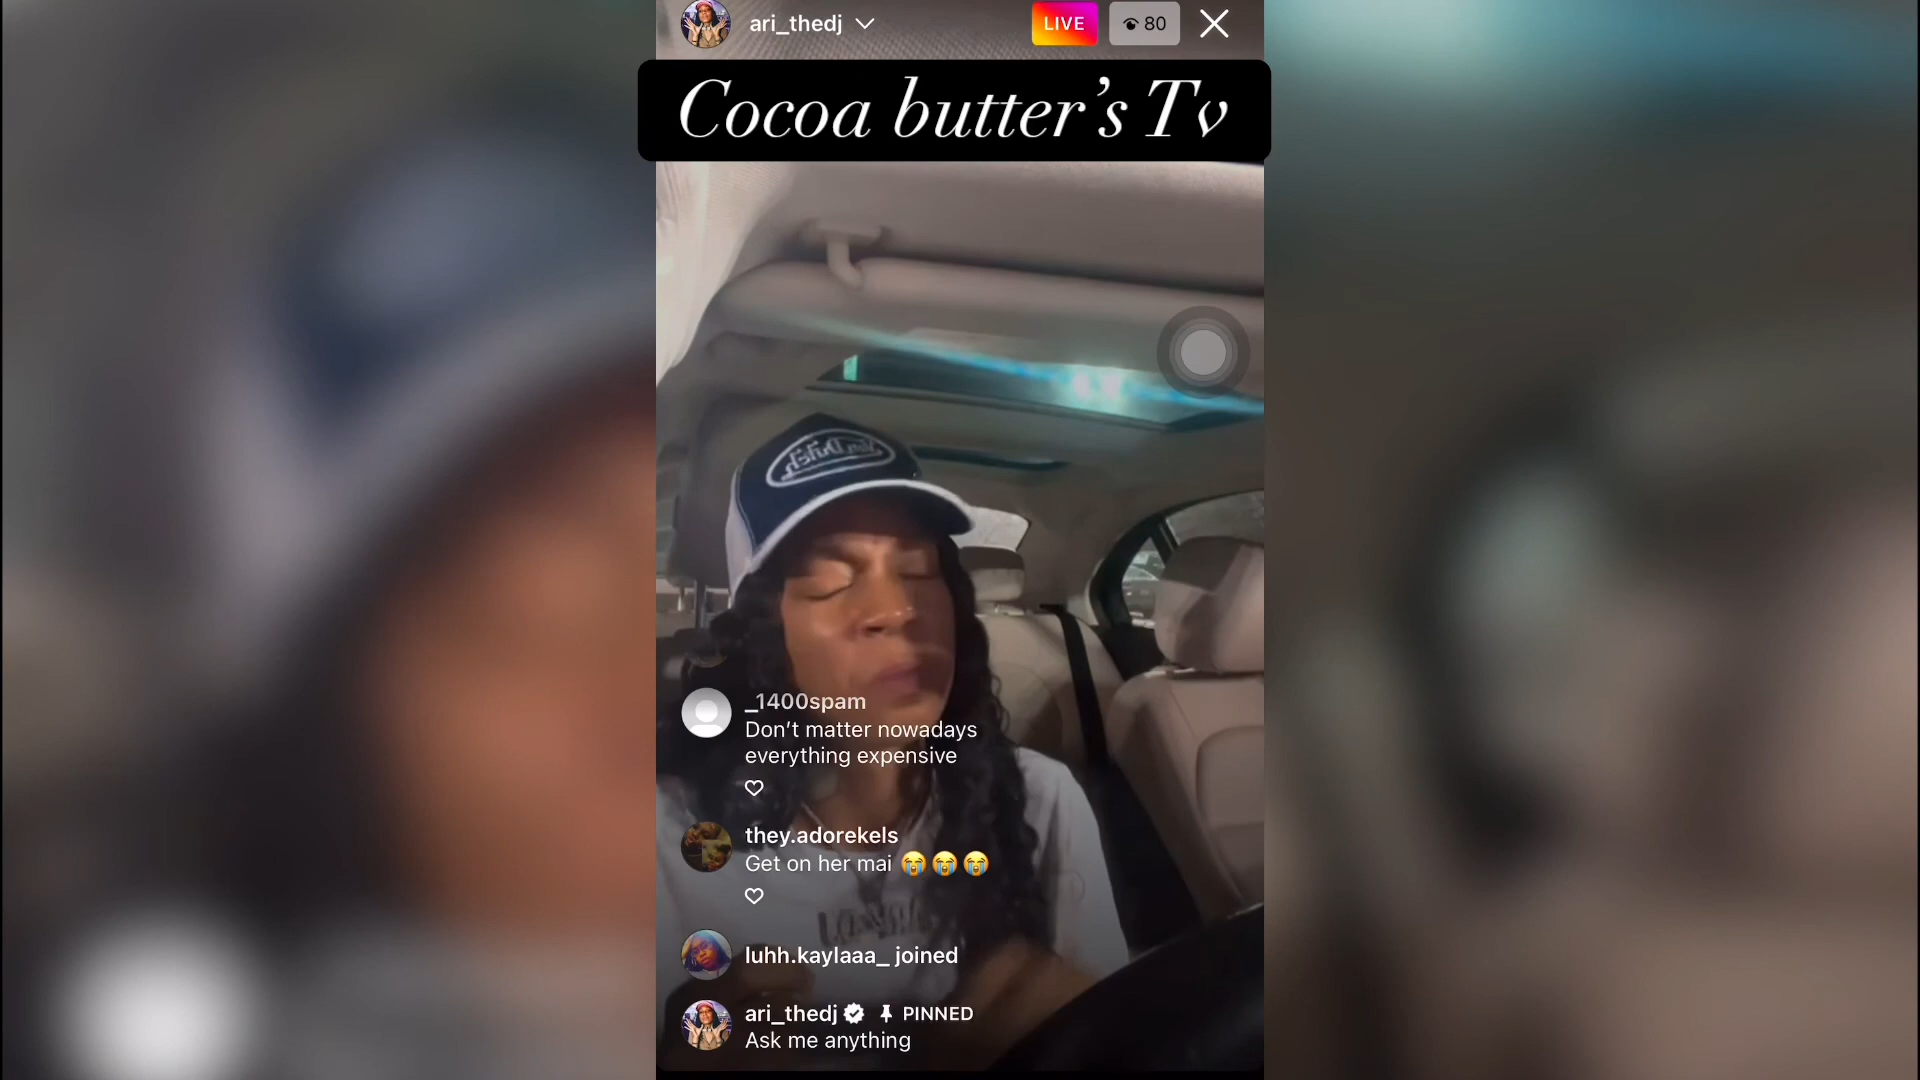 ari_thedj
LIVE
80
Cocoa butter's Tv
_1400spam
Don't matter nowadays
everything expensive
they.adorekels
Get on her mai 😭😭😭
luhh.kaylaaa_ joined
ari_thedj PINNED
Ask me anything